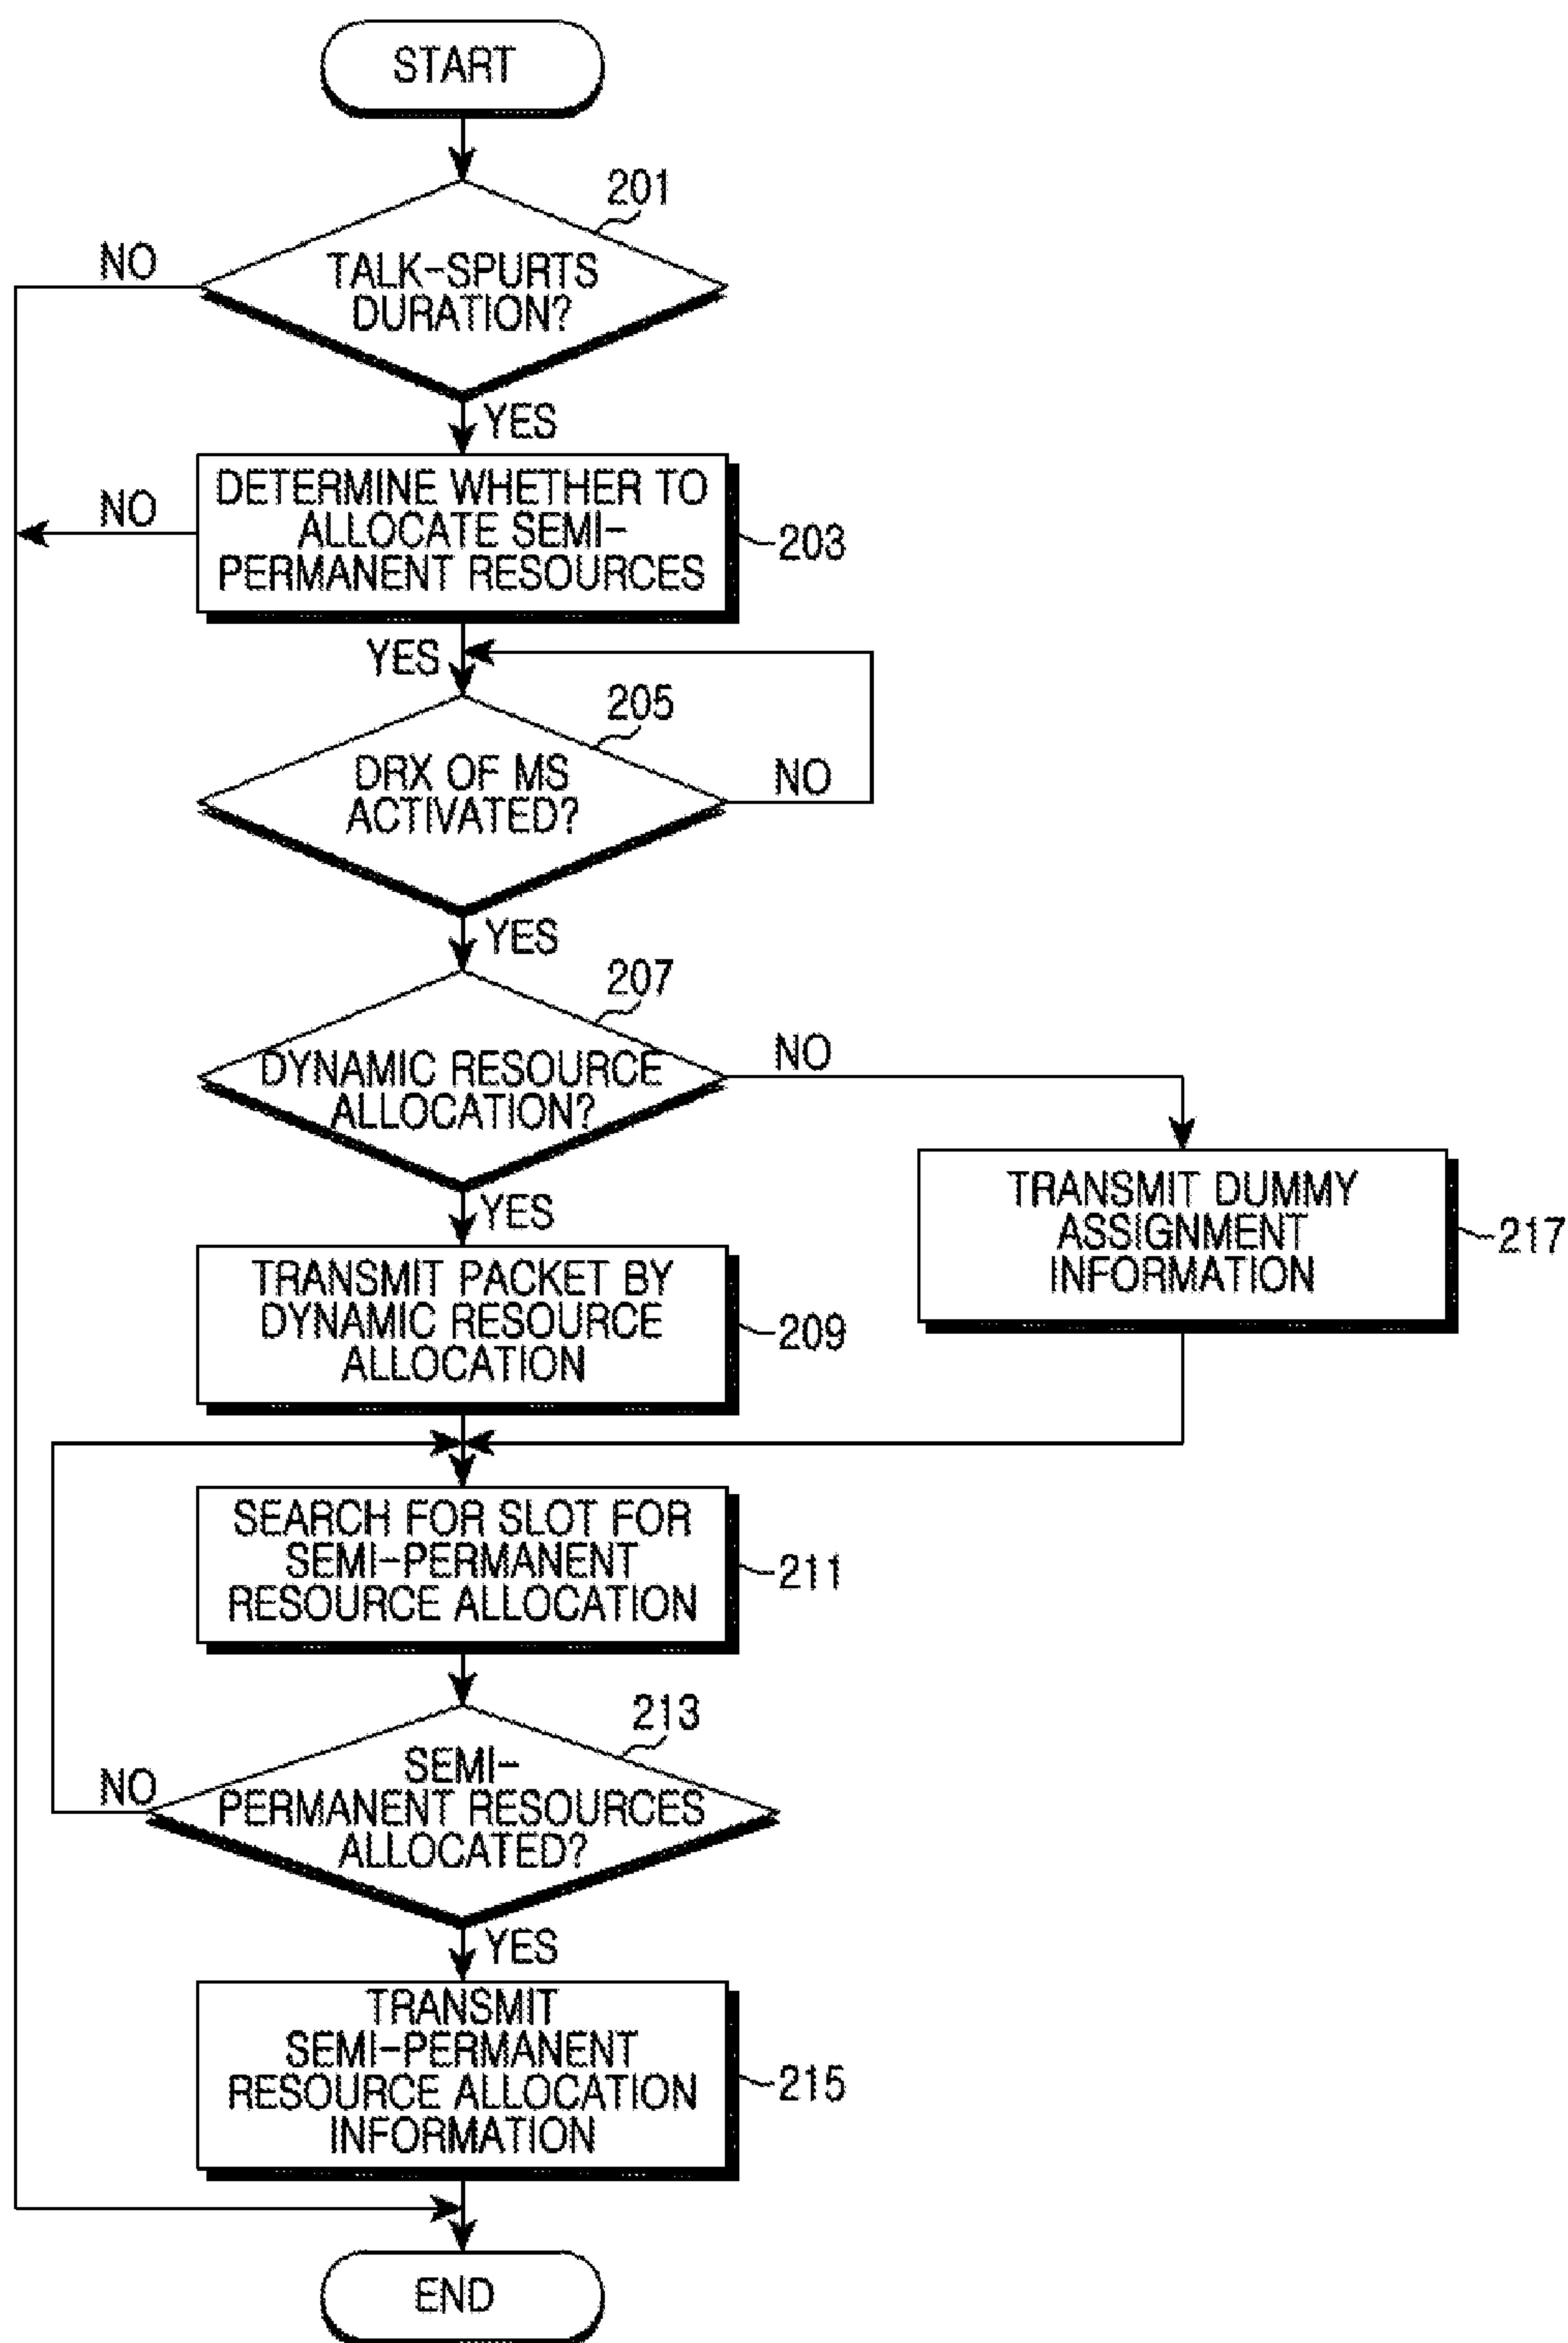 START
201
NO
TALK-SPURTS
DURATION?
YES
DETERMINE WHETHER TO
ALLOCATE SEMI-
PERMANENT RESOURCES
NO
203
YES
205
DRX OF MS
ACTIVATED?
NO
YES
207
DYNAMIC RESOURCE
ALLOCATION?
NO
YES
TRANSMIT DUMMY
ASSIGNMENT
INFORMATION
217
TRANSMIT PACKET BY
DYNAMIC RESOURCE
ALLOCATION
209
SEARCH FOR SLOT FOR
SEMI-PERMANENT
RESOURCE ALLOCATION
211
213
NO
SEMI-
PERMANENT RESOURCES
ALLOCATED?
YES
TRANSMIT
SEMI-PERMANENT
RESOURCE ALLOCATION
INFORMATION
215
END